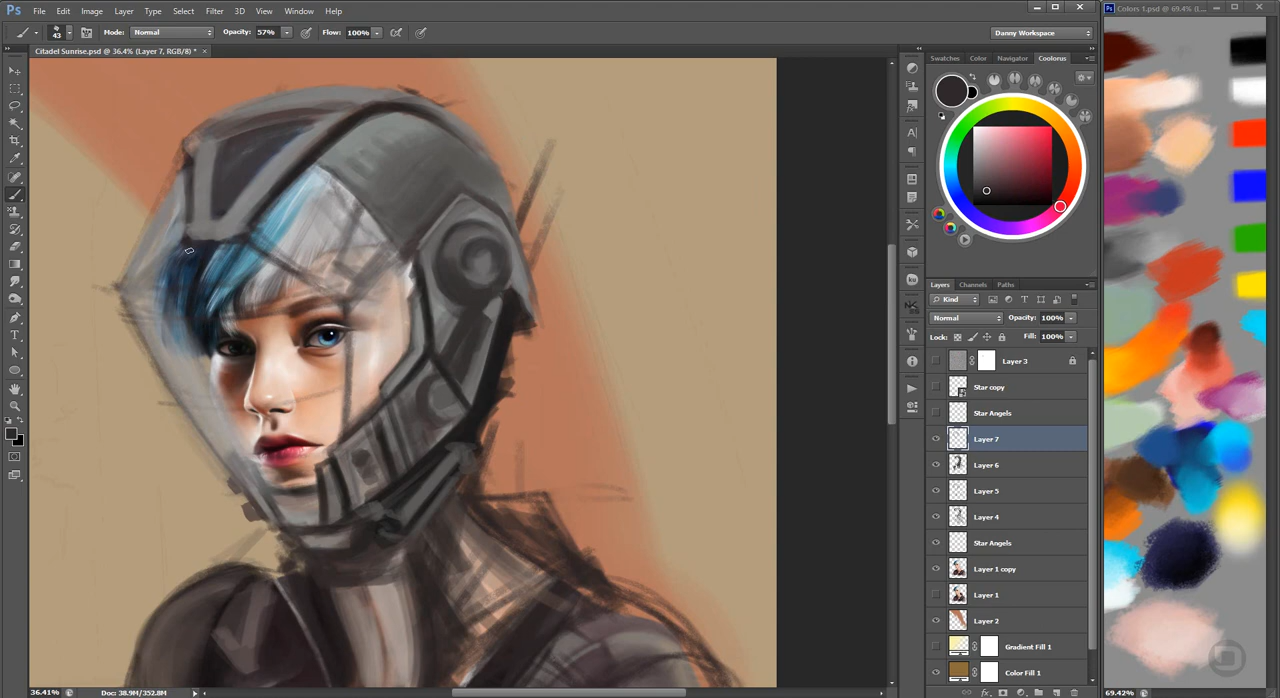 Ps File Edit Image Layer Type Select Filter 3D View Window Help
Ps Colors 1.psd @ 69.4% (L...
43 Mode: Normal Opacity: 57% Flow: 100% Danny Workspace
Citadel Sunrise.psd @ 36.4% (Layer 7, RGB/8) * ×
Swatches Color Navigator Coolorus
Layers Channels Paths
Kind
Normal Opacity: 100%
Lock: Fill: 100%
Layer 3
Star copy
Star Angels
Layer 7
Layer 6
Layer 5
Layer 4
Star Angels
Layer 1 copy
Layer 1
Layer 2
Gradient Fill 1
Color Fill 1
36.41% Doc: 38.9M/352.8M
69.42%